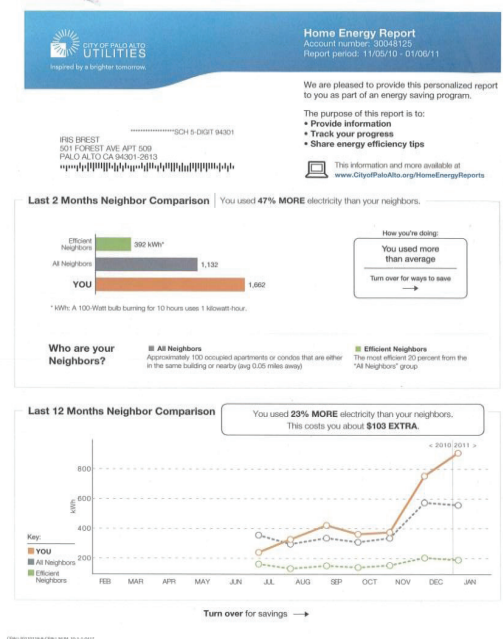 CITY OF PALO ALTO
UTILITIES
Inspired by a brighter tomorrow.
Home Energy Report
Account number: 30048125
Report period: 11/05/10 - 01/06/11
We are pleased to provide this personalized report
to you as part of an energy saving program.
The purpose of this report is to:
• Provide information
• Track your progress
• Share energy efficiency tips
This information and more available at
www.CityofPaloAlto.org/HomeEnergyReports
******************SCH 5-DIGIT 94301
IRIS BREST
501 FOREST AVE APT 509
PALO ALTO CA 94301-2613
Last 2 Months Neighbor Comparison
You used 47% MORE electricity than your neighbors.
Efficient
Neighbors
392 kWh*
All Neighbors
1,132
YOU
1,662
* kWh: A 100-Watt bulb burning for 10 hours uses 1 kilowatt-hour.
How you're doing:
You used more
than average
Turn over for ways to save
→
Who are your
Neighbors?
All Neighbors
Approximately 100 occupied apartments or condos that are either
in the same building or nearby (avg 0.05 miles away)
Efficient Neighbors
The most efficient 20 percent from the
"All Neighbors" group
Last 12 Months Neighbor Comparison
You used 23% MORE electricity than your neighbors.
This costs you about $103 EXTRA.
< 2010 2011 >
800
600
400
200
kWh
Key:
YOU
All Neighbors
Efficient
Neighbors
FEB MAR APR MAY JUN JUL AUG SEP OCT NOV DEC JAN
Turn over for savings →